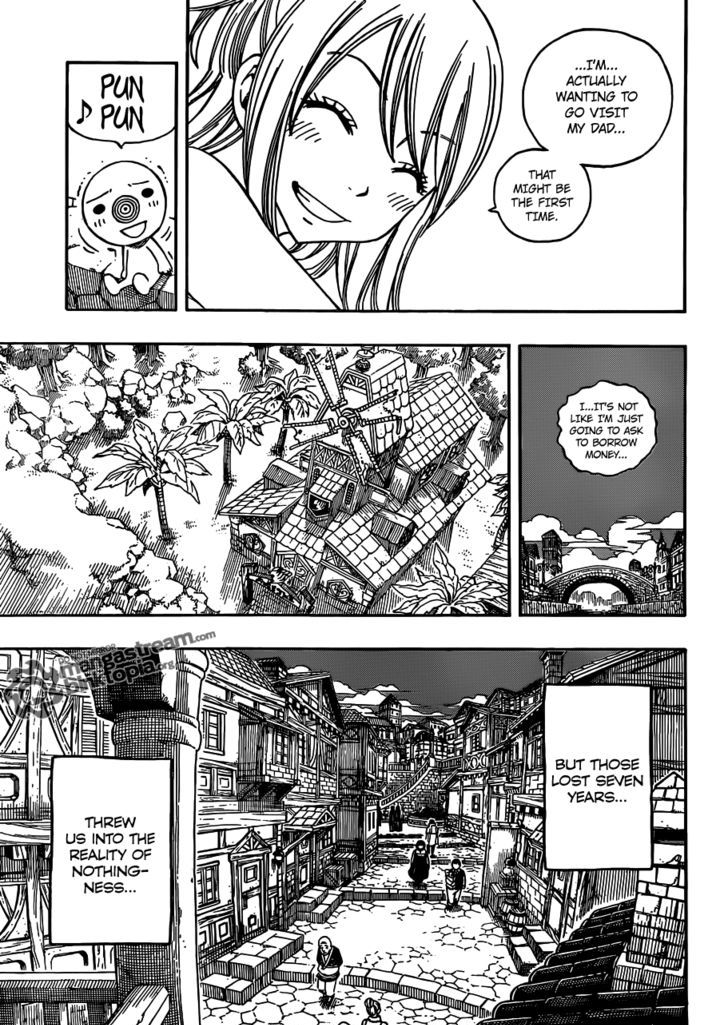 ...I'M...
ACTUALLY
WANTING TO
GO VISIT
MY DAD...
THAT
MIGHT BE
THE FIRST
TIME.
PUN
PUN
I...IT'S NOT
LIKE I'M JUST
GOING TO ASK
TO BORROW
MONEY...
mangastream.com
BUT THOSE
LOST SEVEN
YEARS...
THREW
US INTO THE
REALITY OF
NOTHING-
NESS...